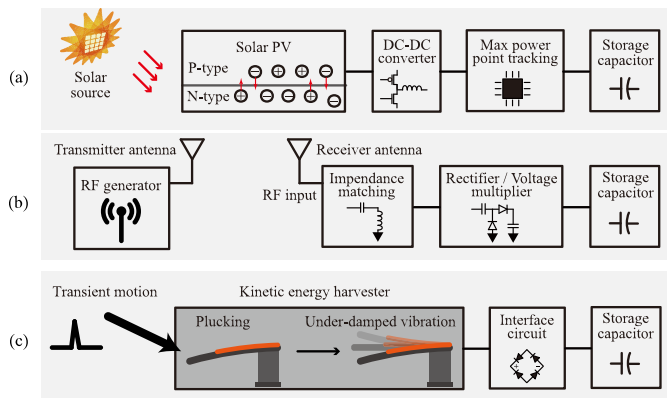 (a)
Solar
source
Solar PV
P-type
N-type
DC-DC
converter
Max power
point tracking
Storage
capacitor
(b)
Transmitter antenna
RF generator
Receiver antenna
RF input
Impendance
matching
Rectifier / Voltage
multiplier
Storage
capacitor
(c)
Transient motion
Kinetic energy harvester
Plucking
Under-damped vibration
Interface
circuit
Storage
capacitor